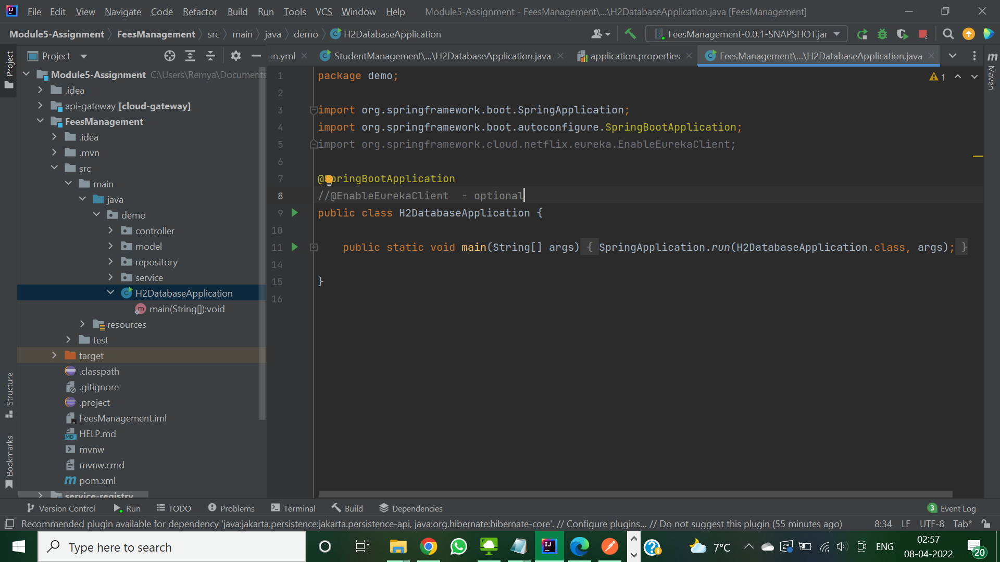 File Edit View Navigate Code Refactor Build Run Tools VCS Window Help Module5-Assignment - FeesManagement\...\H2DatabaseApplication.java [FeesManagement]
Module5-Assignment FeesManagement src main java demo H2DatabaseApplication FeesManagement-0.0.1-SNAPSHOT.jar 4
Project on.yml StudentManagement\...\H2DatabaseApplication.java application.properties FeesManagement\...\H2DatabaseApplication.java
Project
Structure
Bookmarks
Maven
Module5-Assignment C:\Users\Remya\Documents
.idea
api-gateway [cloud-gateway]
FeesManagement
.idea
.mvn
src
main
java
demo
controller
model
repository
service
H2DatabaseApplication
main(String[]):void
resources
test
target
.classpath
.gitignore
.project
FeesManagement.iml
HELP.md
mvnw
mvnw.cmd
pom.xml
service-registry
1
1 package demo;
2
3 import org.springframework.boot.SpringApplication;
4 import org.springframework.boot.autoconfigure.SpringBootApplication;
5 import org.springframework.cloud.netflix.eureka.EnableEurekaClient;
6
7 @SpringBootApplication
8 //@EnableEurekaClient - optional
9 public class H2DatabaseApplication {
10
11 public static void main(String[] args) { SpringApplication.run(H2DatabaseApplication.class, args); }
14
15 }
16
Version Control Run TODO Problems Terminal Build Dependencies 3 Event Log
Recommended plugin available for dependency 'java:jakarta.persistence:jakarta.persistence-api, java:org.hibernate:hibernate-core'. // Configure plugins... // Do not suggest this plugin (55 minutes ago) 8:34 LF UTF-8 Tab*
Type here to search 7°C ENG 02:57
08-04-2022 20